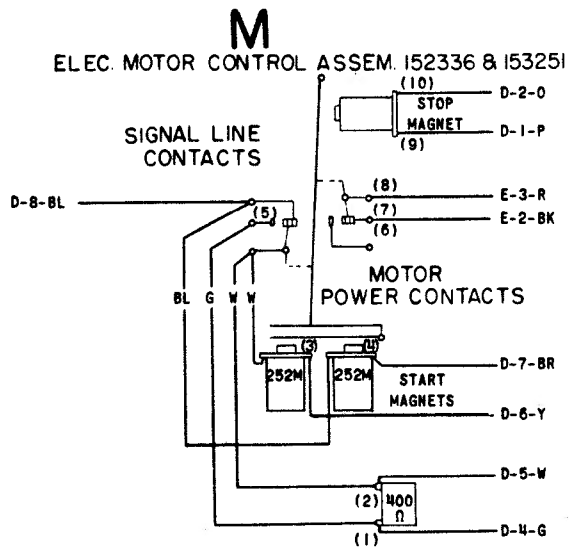 M
ELEC. MOTOR CONTROL ASSEM. 152336 & 153251
(10)
D-2-O
STOP
MAGNET
D-1-P
(9)
SIGNAL LINE
CONTACTS
D-8-BL
(5)
(8)
E-3-R
(7)
E-2-BK
(6)
MOTOR
POWER CONTACTS
BL G W W
(3)
(4)
252M
252M
D-7-BR
START
MAGNETS
D-6-Y
D-5-W
(2)
400
Ω
(1)
D-4-G